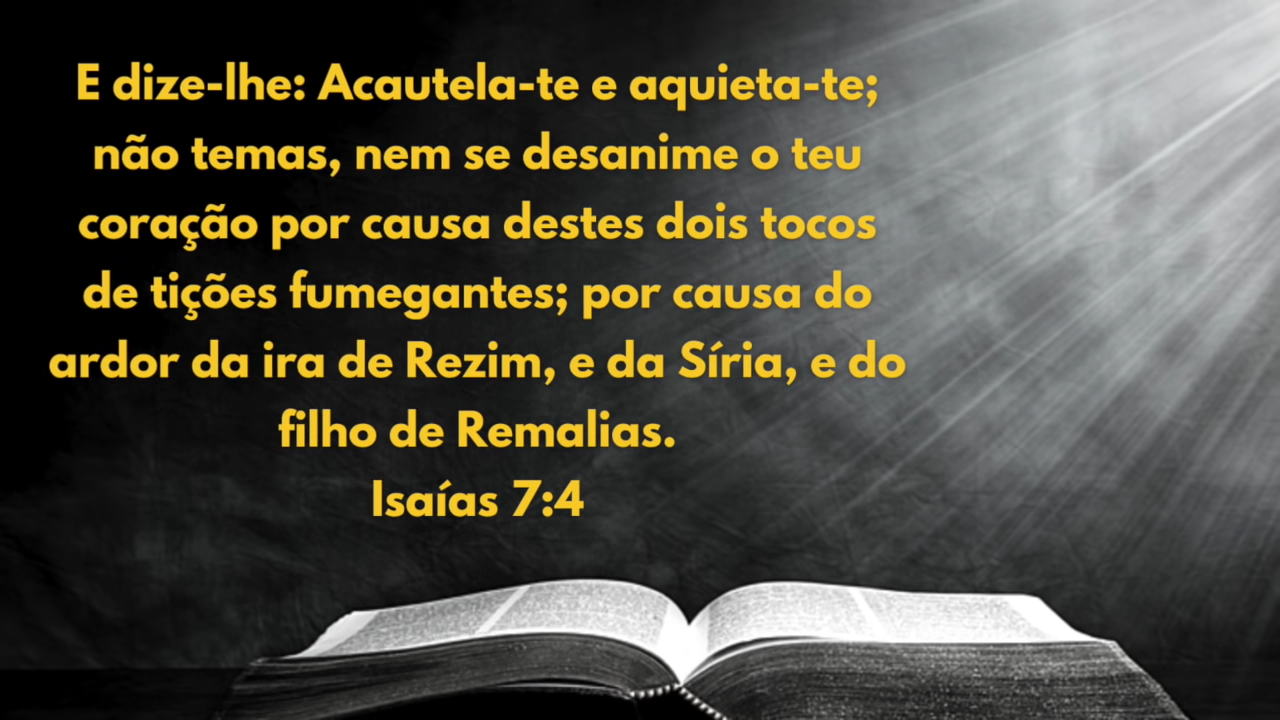 E dize-lhe: Acautela-te e aquieta-te;
não temas, nem se desanime o teu
coração por causa destes dois tocos
de tições fumegantes; por causa do
ardor da ira de Rezim, e da Síria, e do
filho de Remalias.
Isaías 7:4